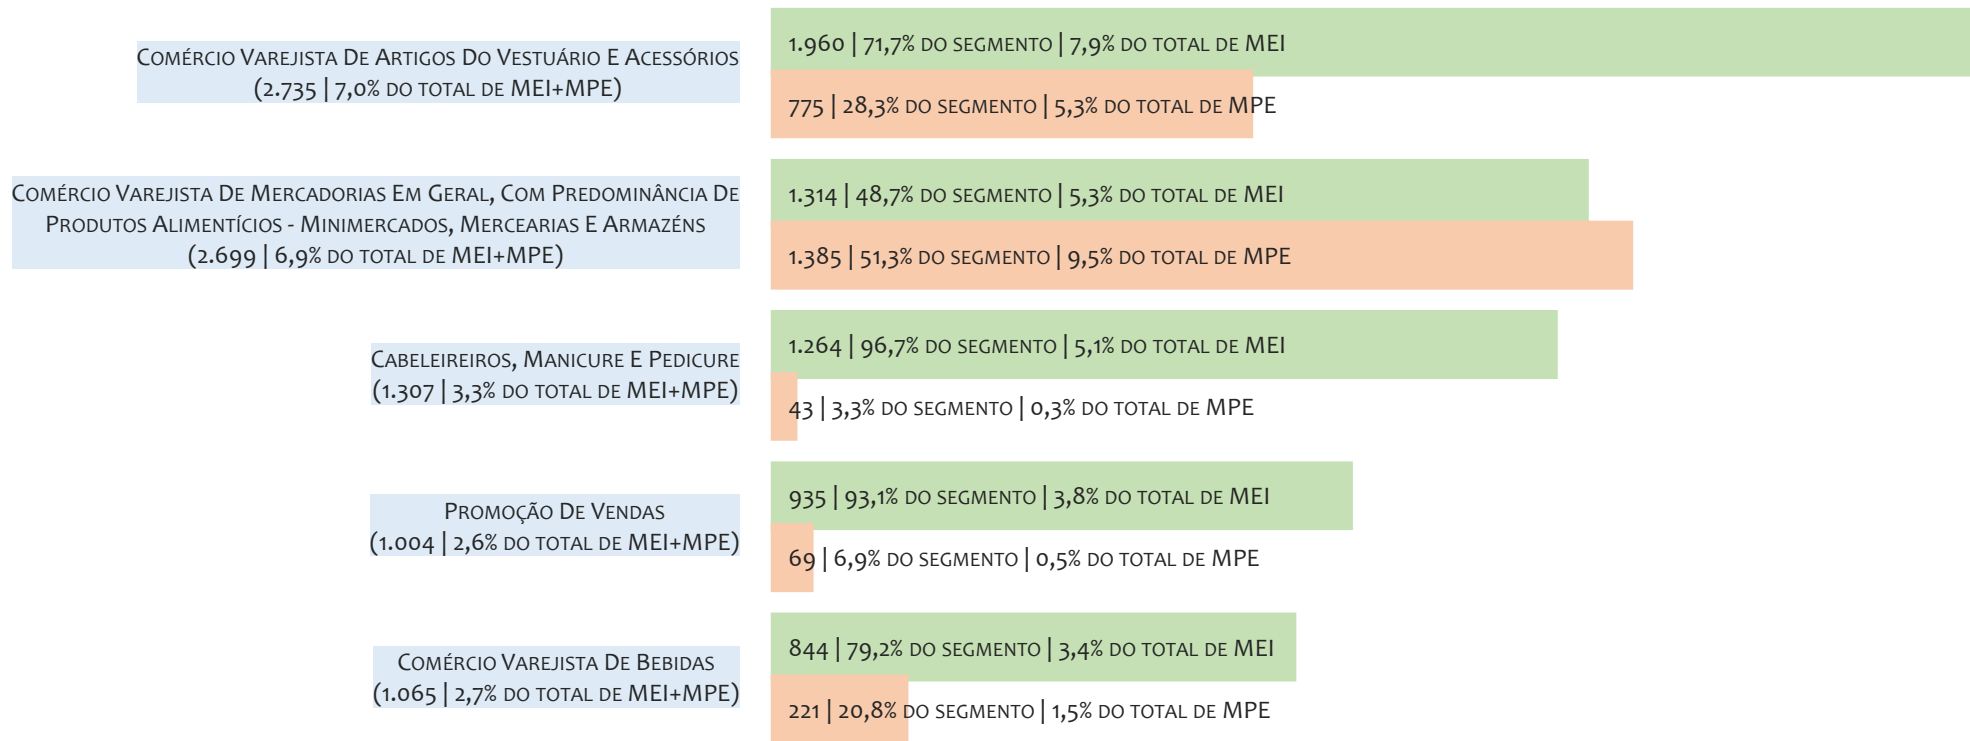 Comércio Varejista De Artigos Do Vestuário E Acessórios
(2.735 | 7,0% do total de MEI+MPE)
1.960 | 71,7% do segmento | 7,9% do total de MEI
775 | 28,3% do segmento | 5,3% do total de MPE
Comércio Varejista De Mercadorias Em Geral, Com Predominância De
Produtos Alimentícios - Minimercados, Mercearias E Armazéns
(2.699 | 6,9% do total de MEI+MPE)
1.314 | 48,7% do segmento | 5,3% do total de MEI
1.385 | 51,3% do segmento | 9,5% do total de MPE
Cabeleireiros, Manicure E Pedicure
(1.307 | 3,3% do total de MEI+MPE)
1.264 | 96,7% do segmento | 5,1% do total de MEI
43 | 3,3% do segmento | 0,3% do total de MPE
Promoção De Vendas
(1.004 | 2,6% do total de MEI+MPE)
935 | 93,1% do segmento | 3,8% do total de MEI
69 | 6,9% do segmento | 0,5% do total de MPE
Comércio Varejista De Bebidas
(1.065 | 2,7% do total de MEI+MPE)
844 | 79,2% do segmento | 3,4% do total de MEI
221 | 20,8% do segmento | 1,5% do total de MPE